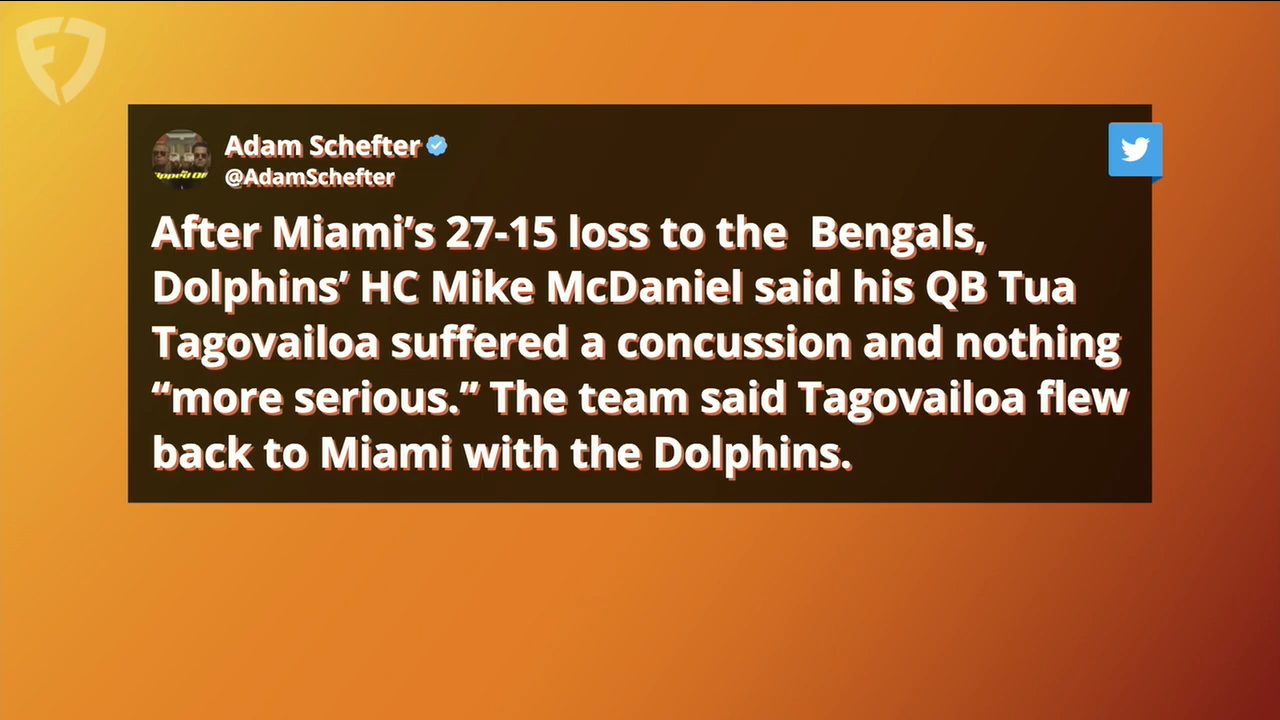 Adam Schefter
@AdamSchefter
After Miami’s 27-15 loss to the  Bengals,
Dolphins’ HC Mike McDaniel said his QB Tua
Tagovailoa suffered a concussion and nothing
“more serious.” The team said Tagovailoa flew
back to Miami with the Dolphins.